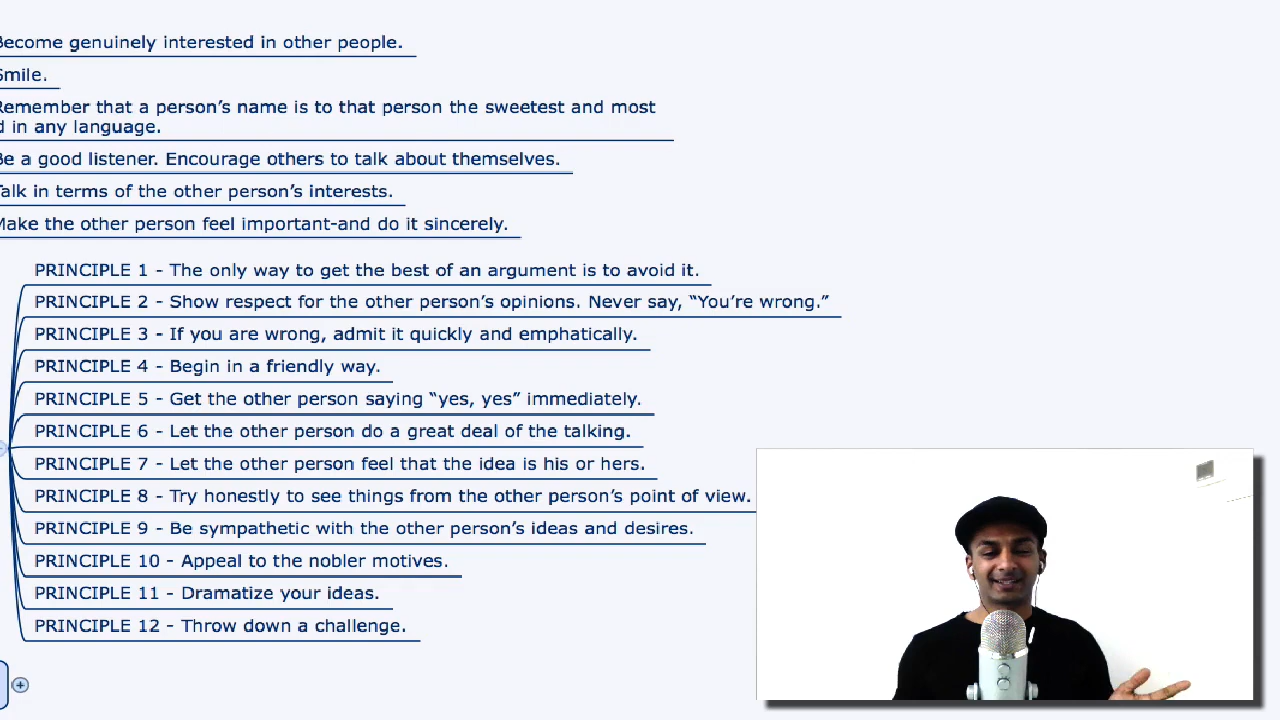 Become genuinely interested in other people.
Smile.
Remember that a person’s name is to that person the sweetest and most
d in any language.
Be a good listener. Encourage others to talk about themselves.
Talk in terms of the other person’s interests.
Make the other person feel important-and do it sincerely.
PRINCIPLE 1 - The only way to get the best of an argument is to avoid it.
PRINCIPLE 2 - Show respect for the other person’s opinions. Never say, “You’re wrong.”
PRINCIPLE 3 - If you are wrong, admit it quickly and emphatically.
PRINCIPLE 4 - Begin in a friendly way.
PRINCIPLE 5 - Get the other person saying “yes, yes” immediately.
PRINCIPLE 6 - Let the other person do a great deal of the talking.
PRINCIPLE 7 - Let the other person feel that the idea is his or hers.
PRINCIPLE 8 - Try honestly to see things from the other person’s point of view.
PRINCIPLE 9 - Be sympathetic with the other person’s ideas and desires.
PRINCIPLE 10 - Appeal to the nobler motives.
PRINCIPLE 11 - Dramatize your ideas.
PRINCIPLE 12 - Throw down a challenge.